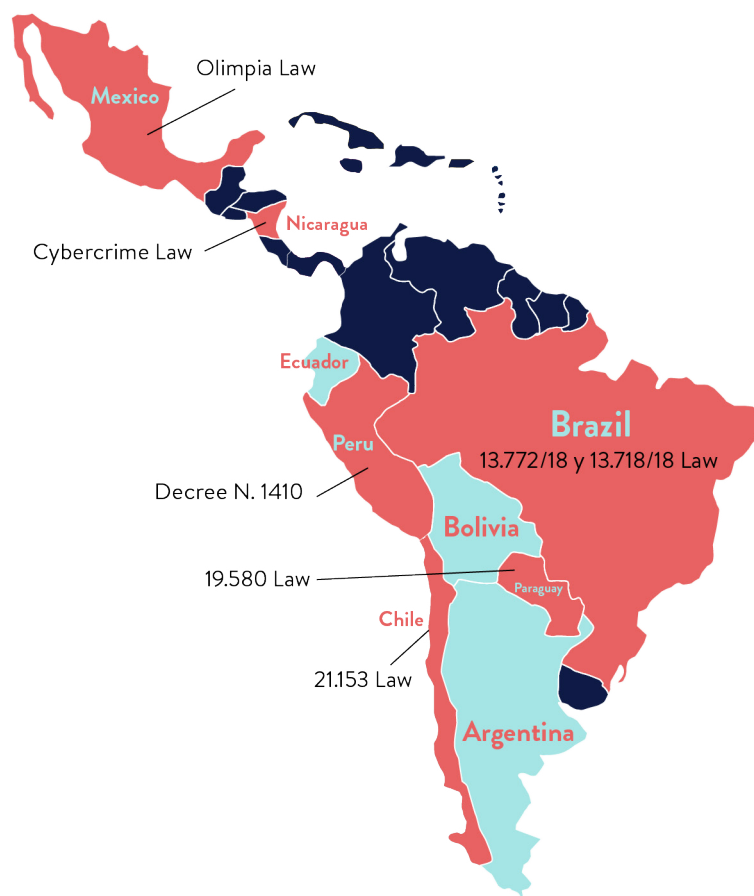 Olimpia Law
Mexico
Nicaragua
Cybercrime Law
Ecuador
Brazil
Peru
13.772/18 y 13.718/18 Law
Decree N. 1410
Bolivia
19.580 Law
Paraguay
Chile
21.153 Law
Argentina